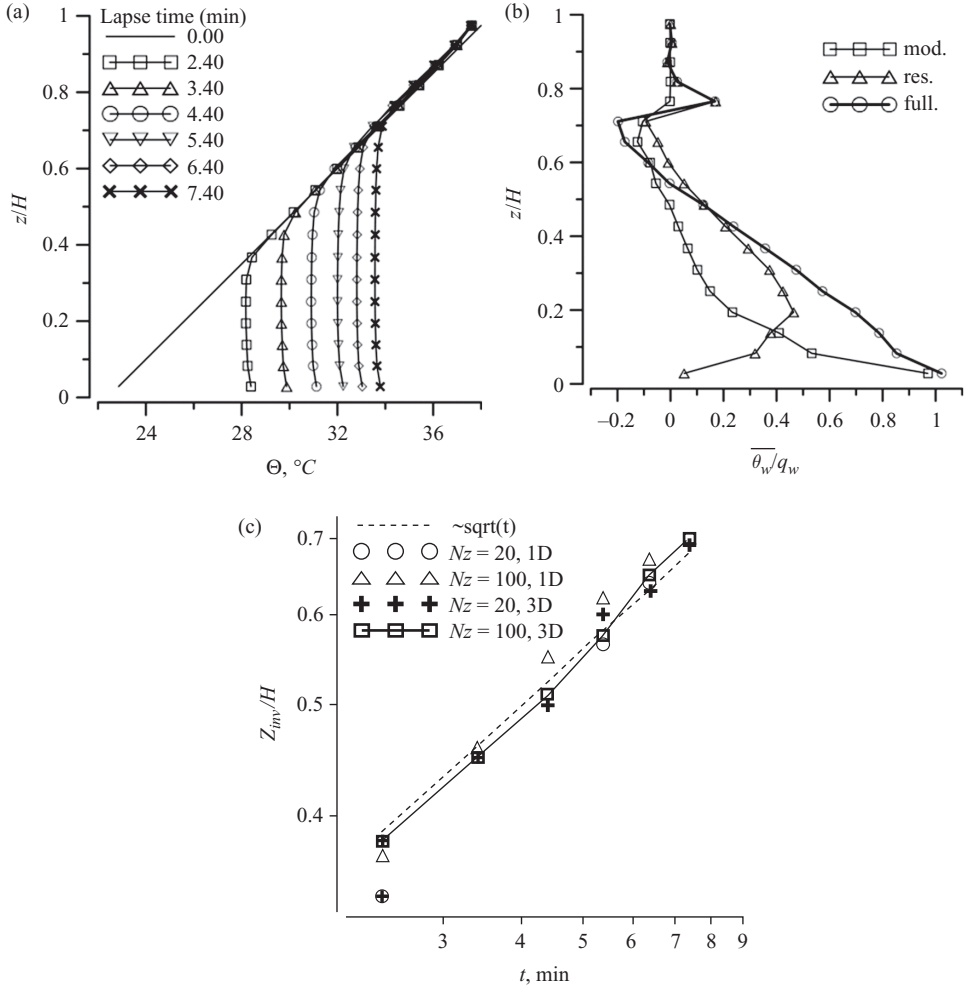 (a)
Lapse time (min)
0.00
2.40
3.40
4.40
5.40
6.40
7.40
1
0.8
0.6
0.4
0.2
0
z/H
24 28 32 36
Θ, °C
(b)
mod.
res.
full.
1
0.8
0.6
0.4
0.2
0
z/H
–0.2 0 0.2 0.4 0.6 0.8 1
θ_w/q_w
(c)
~sqrt(t)
Nz = 20, 1D
Nz = 100, 1D
Nz = 20, 3D
Nz = 100, 3D
0.7
0.6
0.5
0.4
Z_inv/H
3 4 5 6 7 8 9
t, min